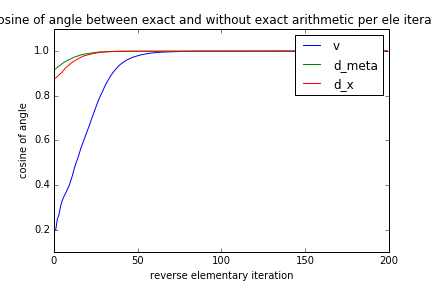 osine of angle between exact and without exact arithmetic per ele itera
1.0
0.8
0.6
0.4
0.2
cosine of angle
v
d_meta
d_x
0 50 100 150 200
reverse elementary iteration